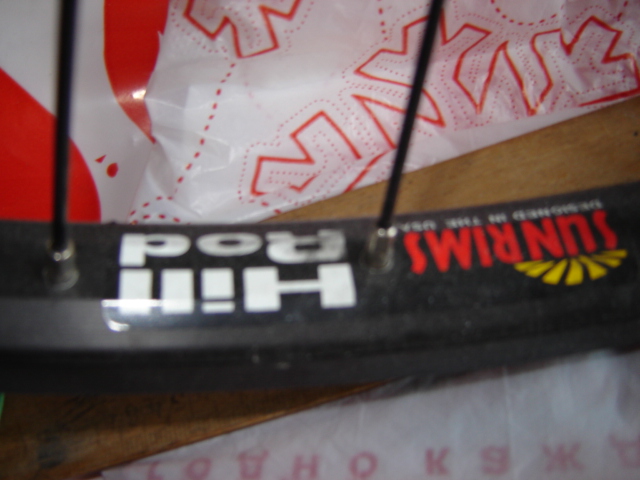 SUNRIMS
DESIGNED IN THE USA
Hill
Rod